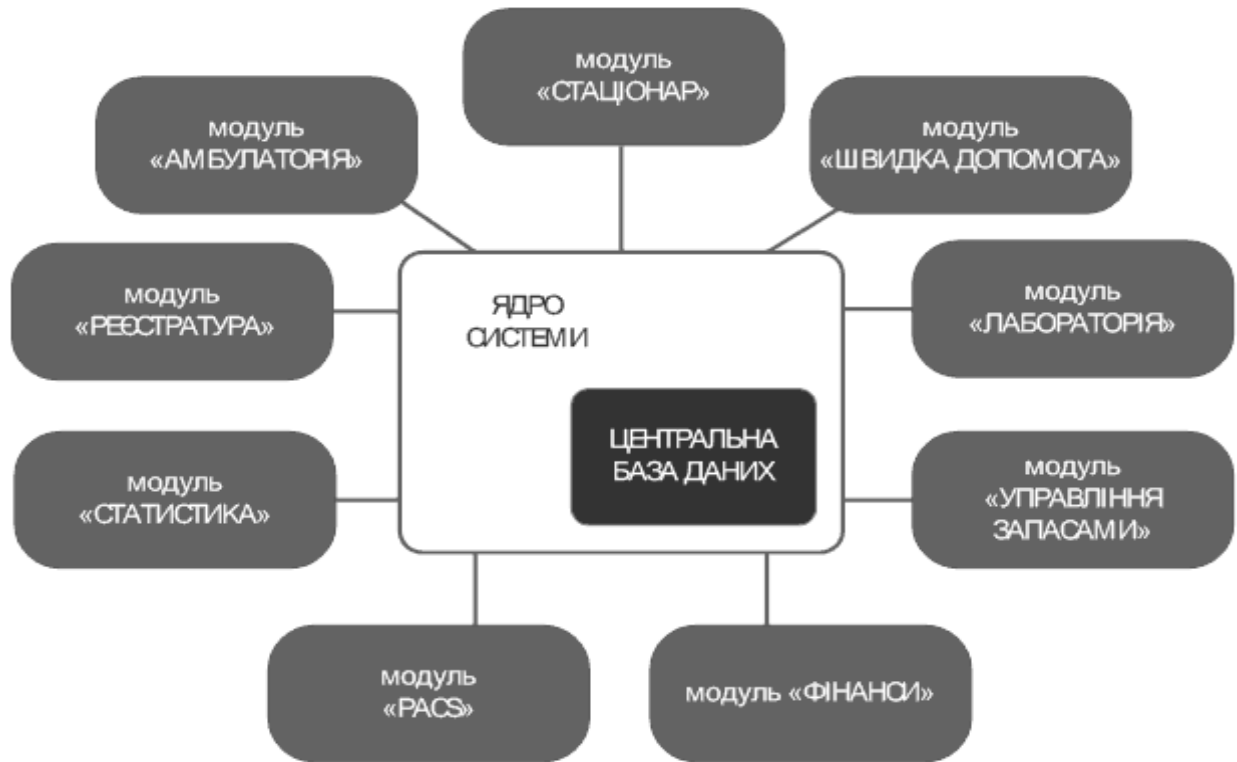 модуль
«СТАЦІОНАР»
модуль
«АМБУЛАТОРІЯ»
модуль
«ШВИДКА ДОПОМОГА»
модуль
«РЕЄСТРАТУРА»
ЯДРО
СИСТЕМИ
модуль
«ЛАБОРАТОРІЯ»
ЦЕНТРАЛЬНА
БАЗА ДАНИХ
модуль
«СТАТИСТИКА»
модуль
«УПРАВЛІННЯ
ЗАПАСАМИ»
модуль
«PACS»
модуль «ФІНАНСИ»